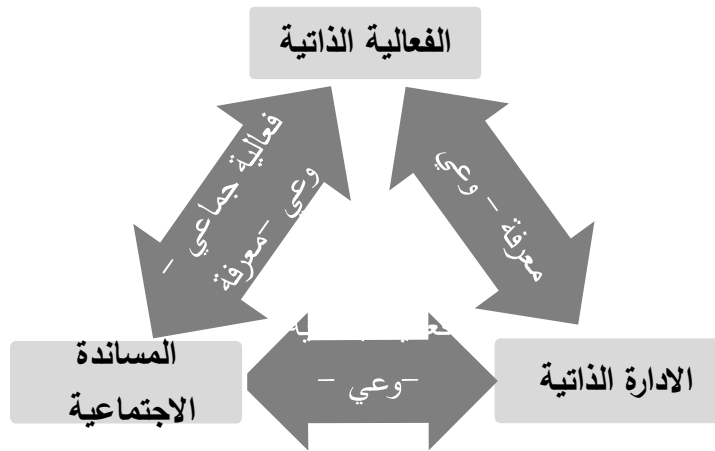 الفعالية الذاتية
فعالية جماعي –
وعي –معرفة
معرفة – وعي
المساندة
الاجتماعية
–وعي –
الادارة الذاتية